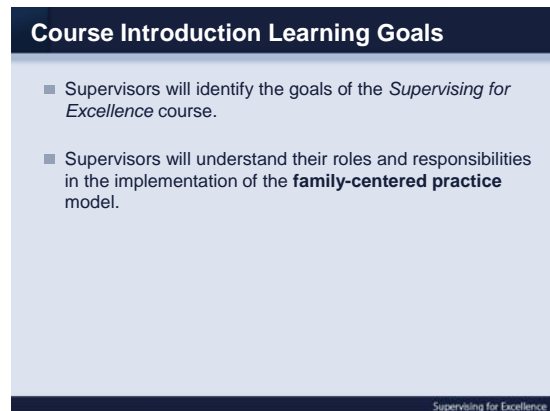 Course Introduction Learning Goals
Supervisors will identify the goals of the Supervising for
Excellence course.
Supervisors will understand their roles and responsibilities
in the implementation of the family-centered practice
model.
Supervising for Excellence